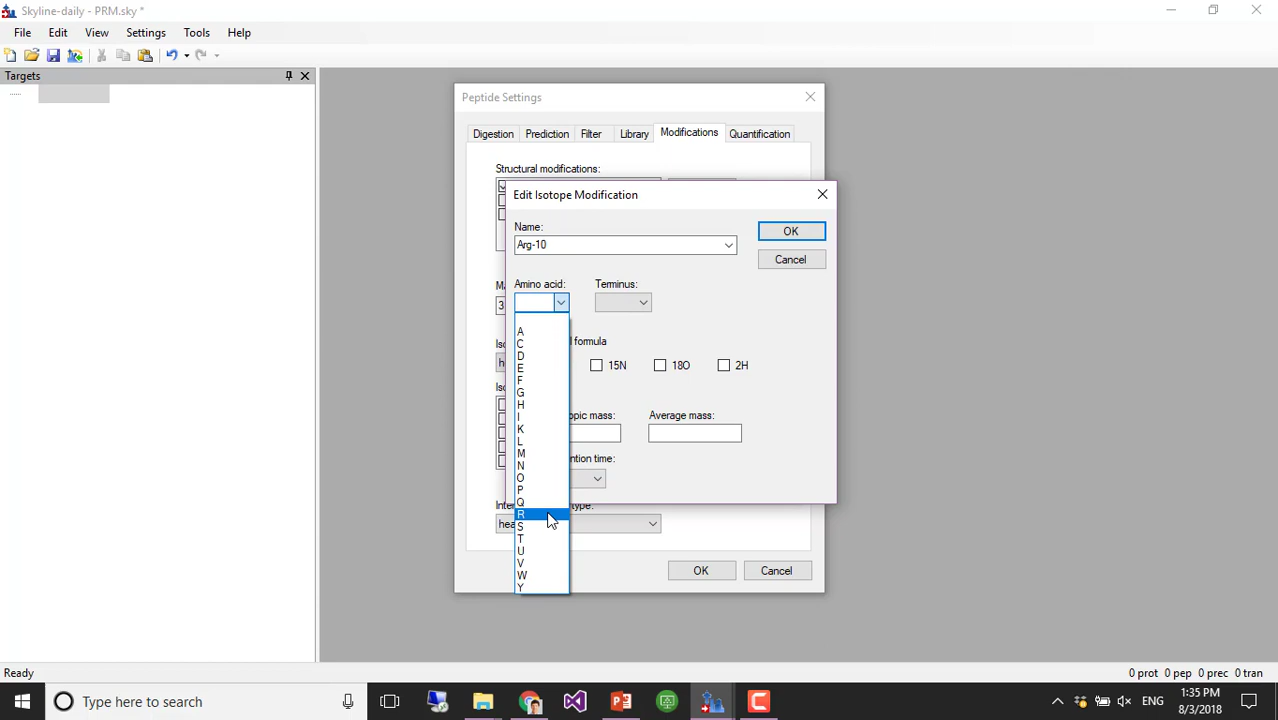 Skyline-daily - PRM.sky *
File Edit View Settings Tools Help
Targets
Peptide Settings
Digestion Prediction Filter Library Modifications Quantification
Structural modifications:
Edit Isotope Modification
Name:
Arg-10
OK
Cancel
Amino acid: Terminus:
3
A
C
D
E
F
G
H
I
K
L
M
N
O
P
Q
R
S
T
U
V
W
Y
formula
15N 18O 2H
Average mass:
time:
OK Cancel
Ready
0 prot 0 pep 0 prec 0 tran
Type here to search
ENG
1:35 PM
8/3/2018